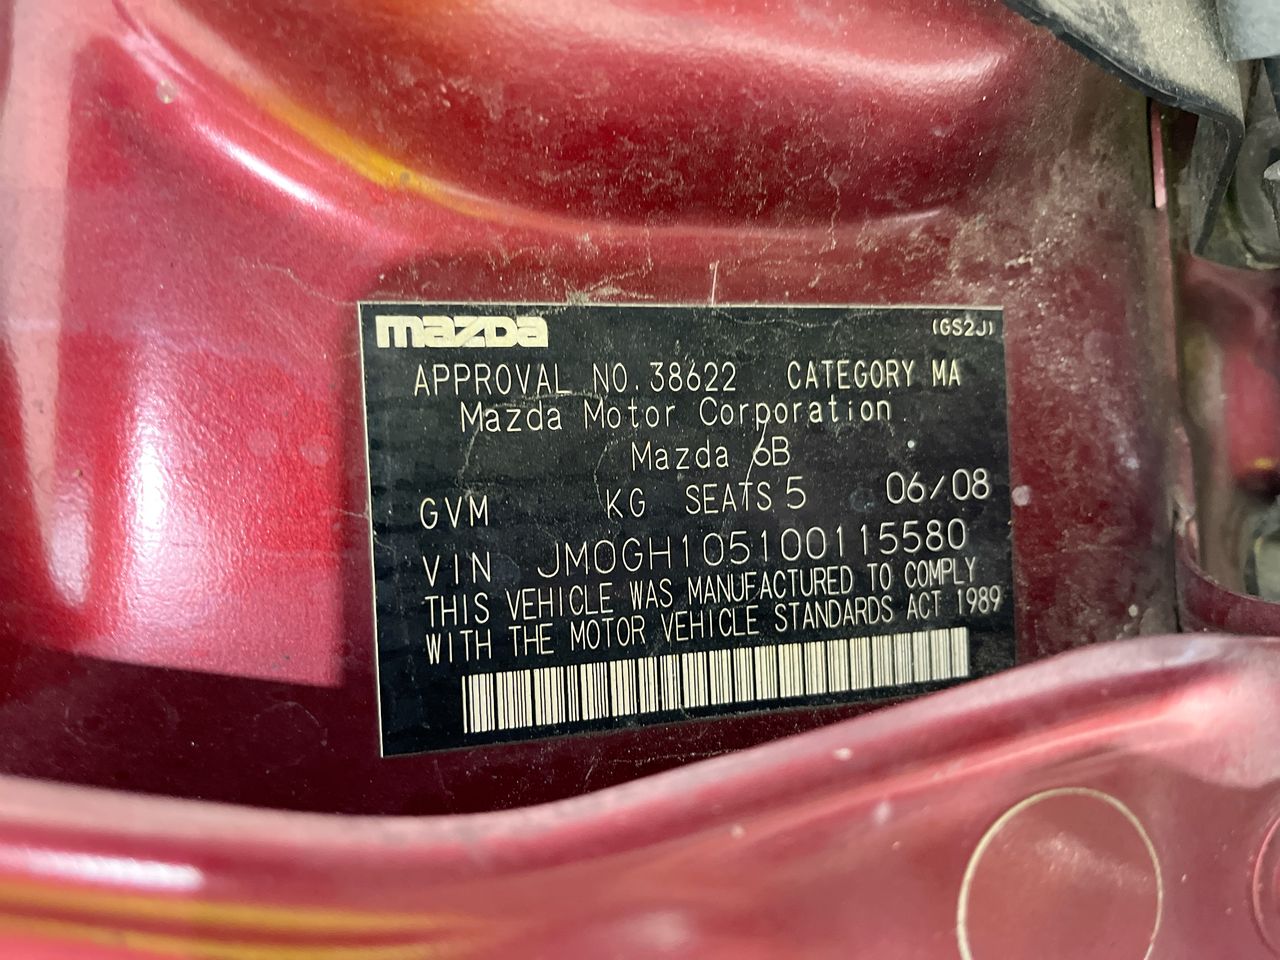 mazda (GS2J)
APPROVAL NO. 38622 CATEGORY MA
Mazda Motor Corporation
Mazda 6B
GVM KG SEATS 5 06/08
VIN JM0GH105100115580
THIS VEHICLE WAS MANUFACTURED TO COMPLY
WITH THE MOTOR VEHICLE STANDARDS ACT 1989